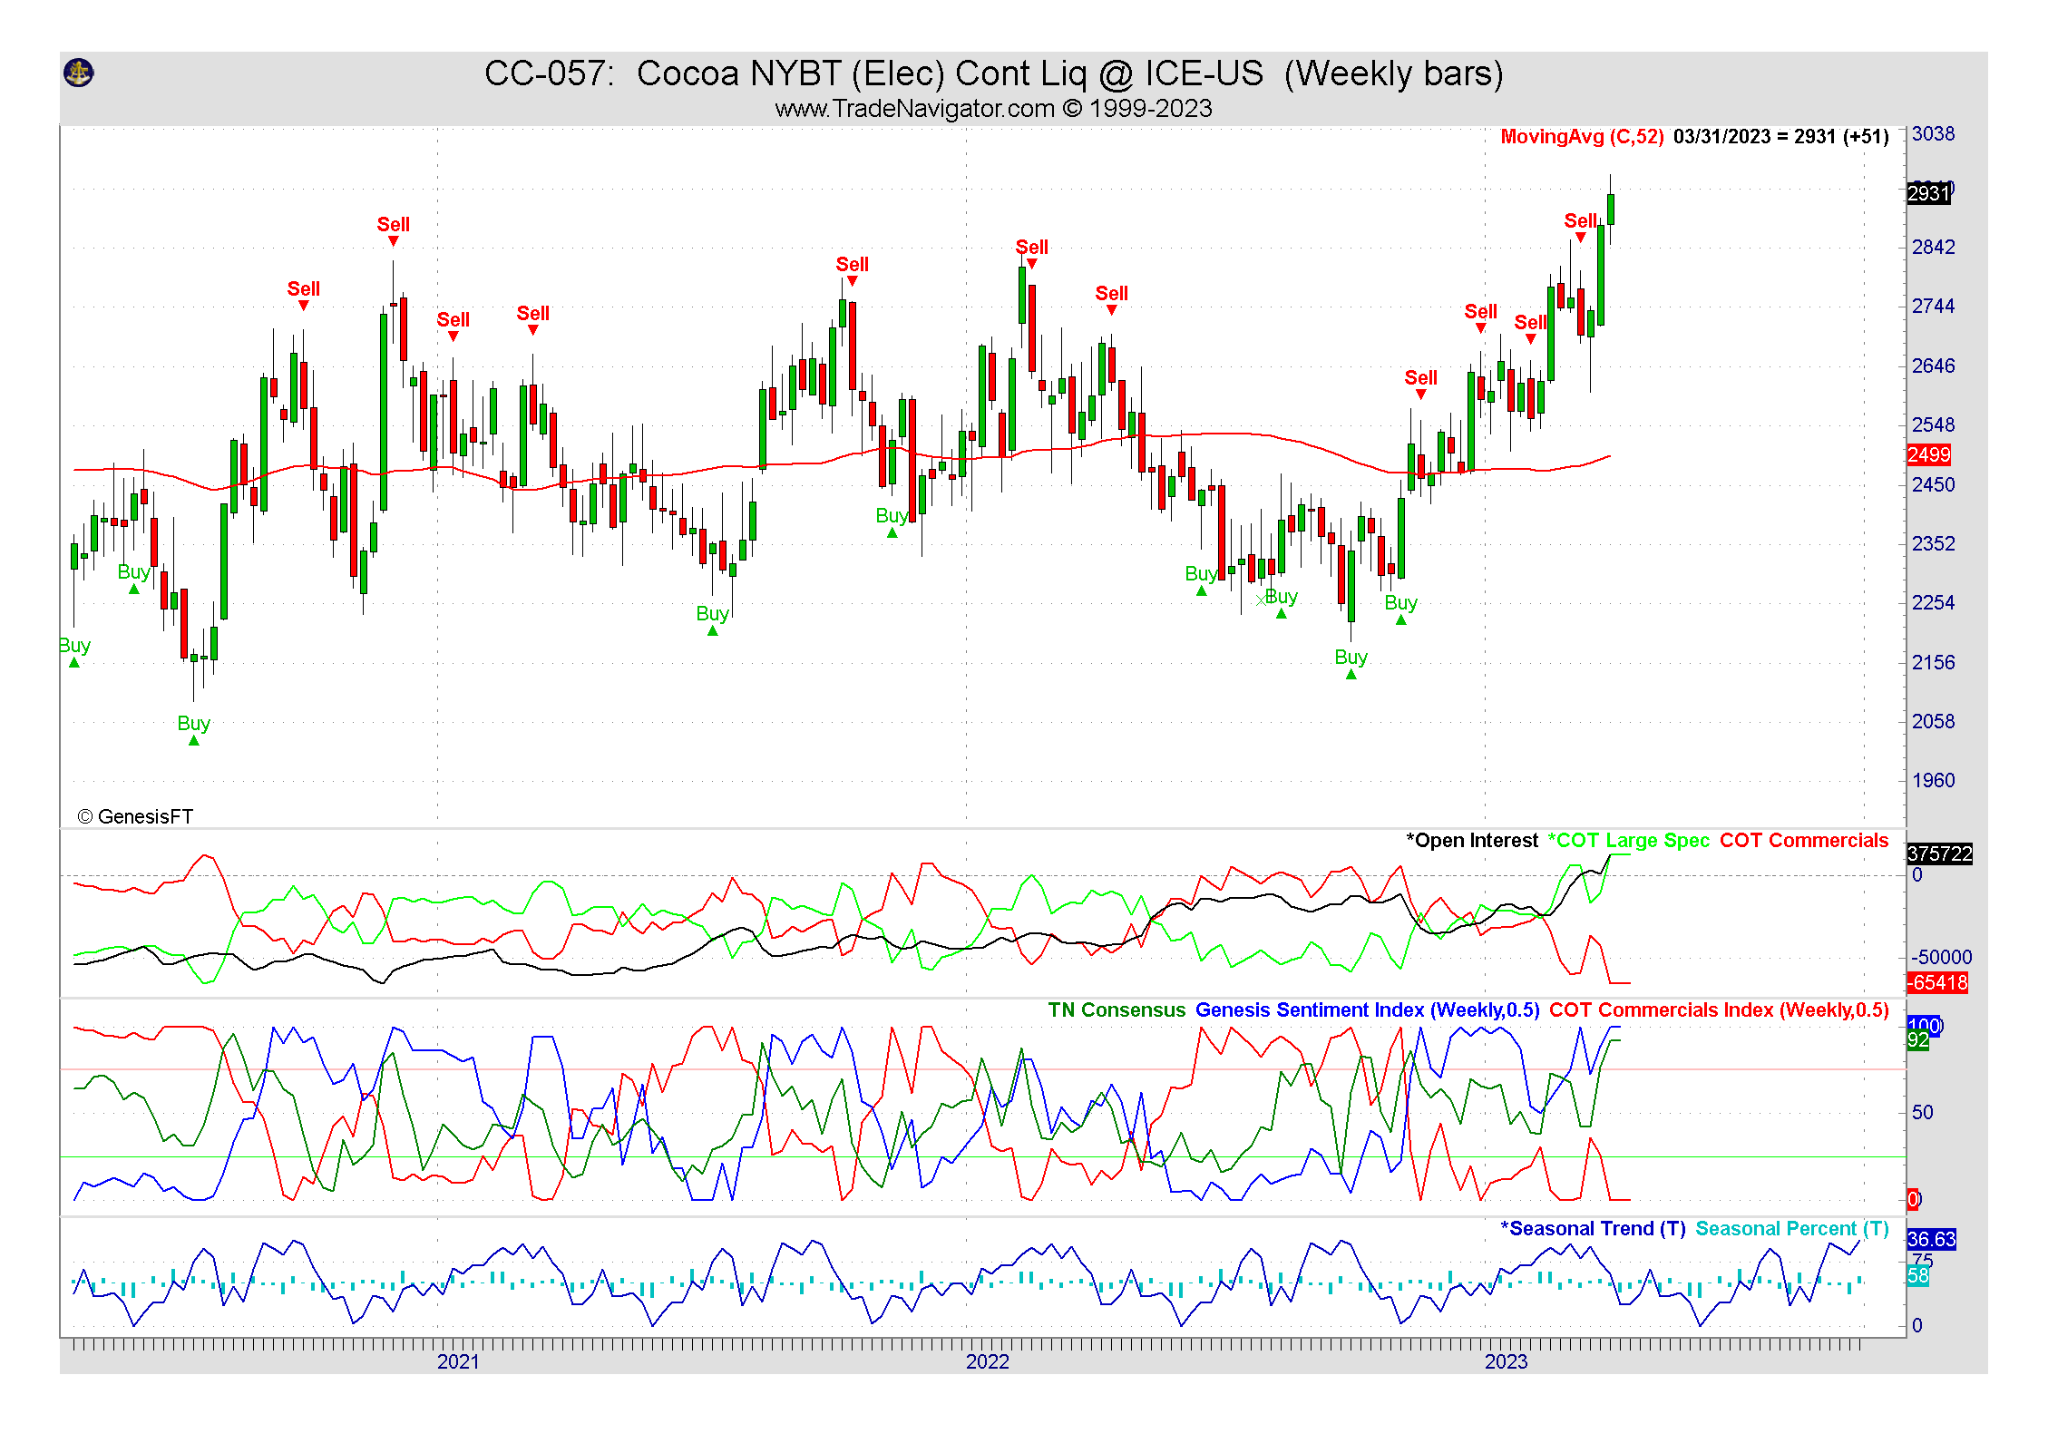 CC-057: Cocoa NYBT (Elec) Cont Liq @ ICE-US (Weekly bars)
www.TradeNavigator.com © 1999-2023
MovingAvg (C,52) 03/31/2023 = 2931 (+51)
3038
2931
Sell
Sell
Sell
2842
Sell
Sell
Sell
Sell
2744
Sell
Sell
Sell
Sell
2646
Sell
2548
2499
2450
Buy
2352
Buy
Buy
Buy
Buy
2254
Buy
Buy
2156
Buy
Buy
2058
1960
© GenesisFT
*Open Interest *COT Large Spec COT Commercials
375722
0
-50000
-65418
TN Consensus Genesis Sentiment Index (Weekly,0.5) COT Commercials Index (Weekly,0.5)
100
92
50
0
*Seasonal Trend (T) Seasonal Percent (T)
36.63
75
58
0
2021 2022 2023